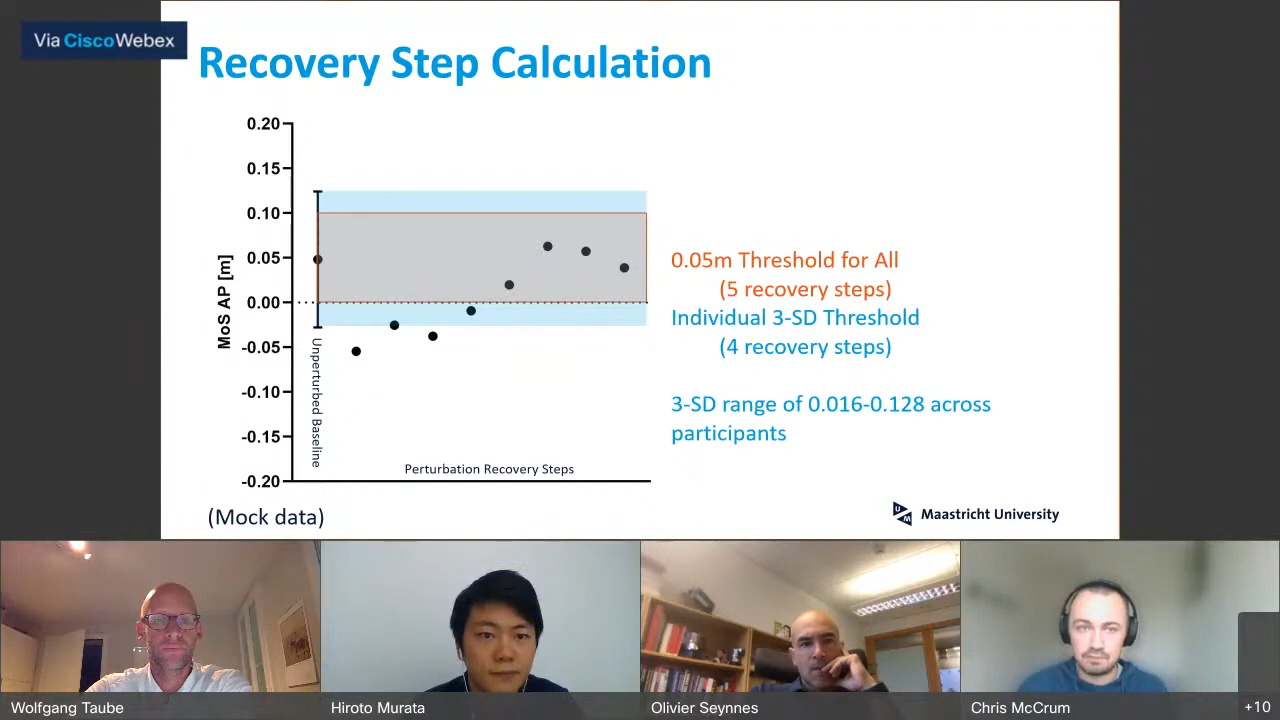 Via CiscoWebex
Recovery Step Calculation
0.20
0.15
0.10
0.05
0.00
-0.05
-0.10
-0.15
-0.20
MoS AP [m]
Unperturbed Baseline
Perturbation Recovery Steps
0.05m Threshold for All
(5 recovery steps)
Individual 3-SD Threshold
(4 recovery steps)
3-SD range of 0.016-0.128 across
participants
(Mock data)
UM Maastricht University
Wolfgang Taube
Hiroto Murata
Olivier Seynnes
Chris McCrum
+10